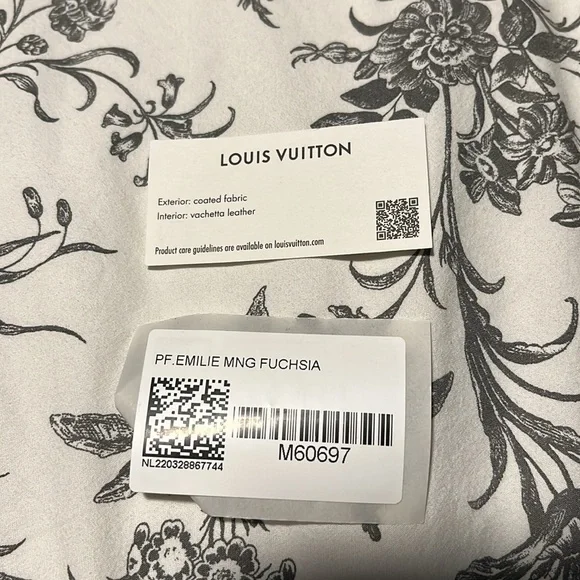 LOUIS VUITTON
Exterior: coated fabric
Interior: vachetta leather
Product care guidelines are available on louisvuitton.com
PF.EMILIE MNG FUCHSIA
NL220328867744
M60697